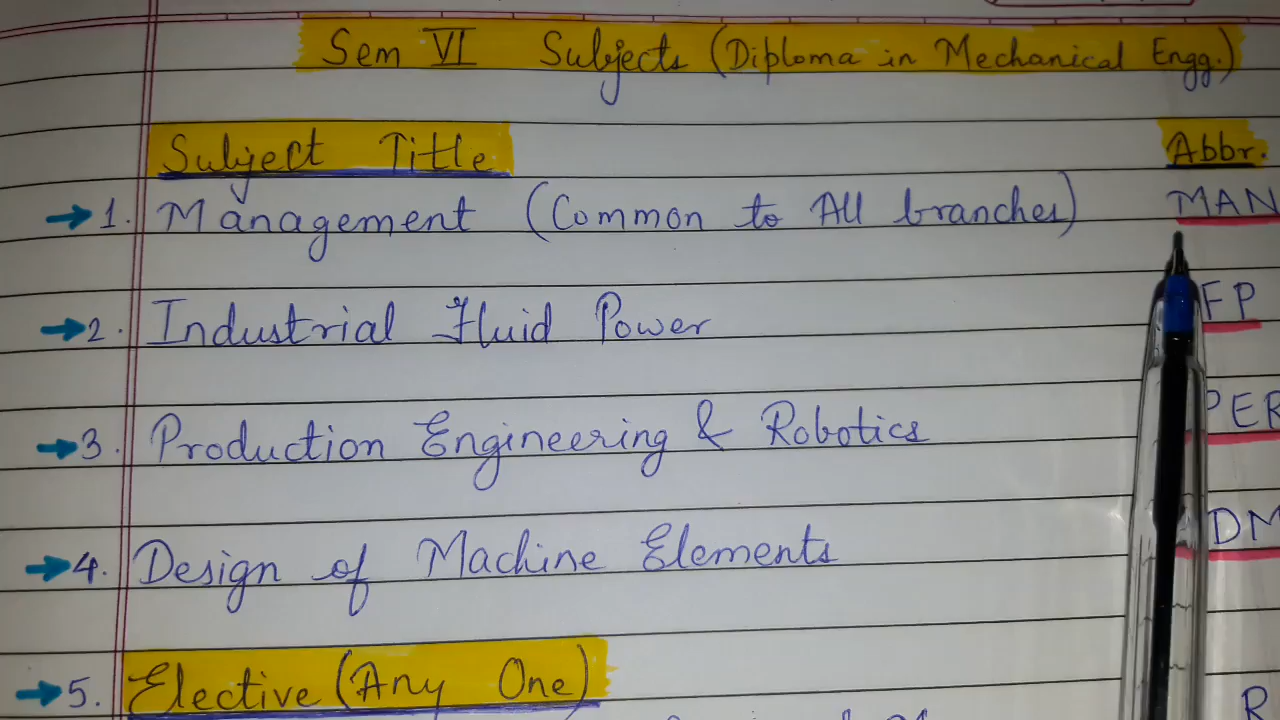 Sem VI Subjects (Diploma in Mechanical Engg.)
Subject Title Abbr.
→1. Management (Common to All branches) MAN
→2. Industrial Fluid Power FP
→3. Production Engineering & Robotics PER
→4. Design of Machine Elements DM
→5. Elective (Any One)
R